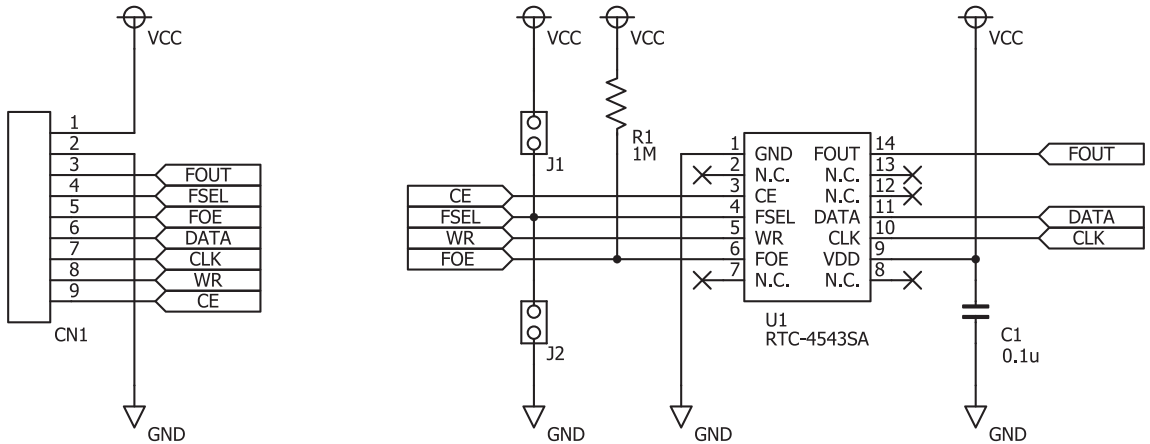 VCC
1
2
3
4
5
6
7
8
9
FOUT
FSEL
FOE
DATA
CLK
WR
CE
CN1
GND
VCC
VCC
J1
R1
1M
CE
FSEL
WR
FOE
J2
GND
GND
1 GND FOUT 14
2 N.C. N.C. 13
3 CE N.C. 12
4 FSEL DATA 11
5 WR CLK 10
6 FOE VDD 9
7 N.C. N.C. 8
U1
RTC-4543SA
VCC
FOUT
DATA
CLK
C1
0.1u
GND